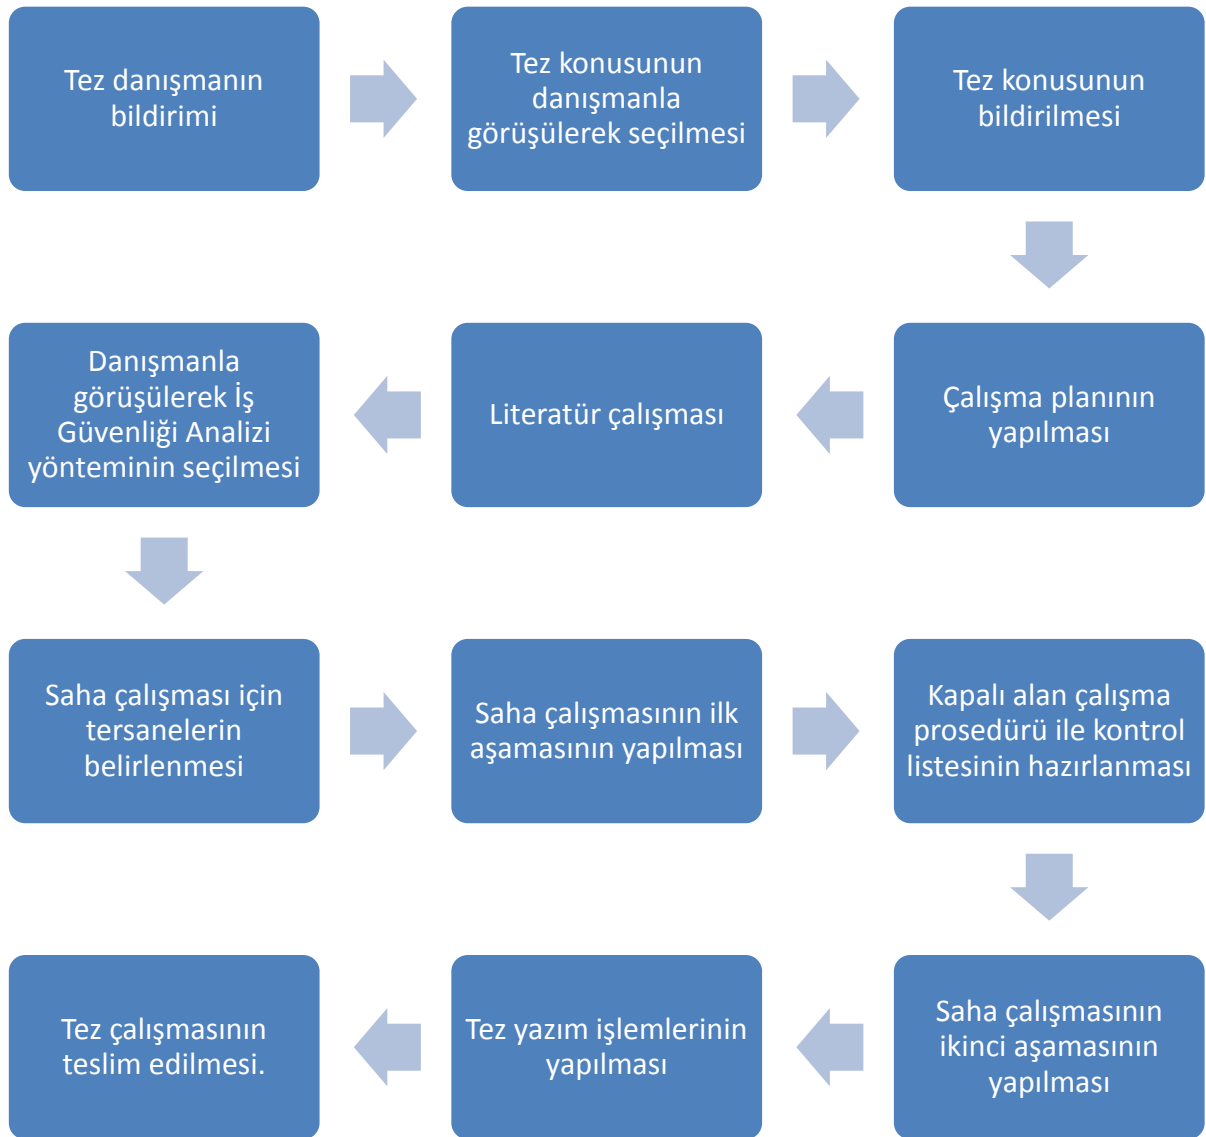 Tez danışmanın
bildirimi
Tez konusunun
danışmanla
görüşülerek seçilmesi
Tez konusunun
bildirilmesi
Çalışma planının
yapılması
Literatür çalışması
Danışmanla
görüşülerek İş
Güvenliği Analizi
yönteminin seçilmesi
Saha çalışması için
tersanelerin
belirlenmesi
Saha çalışmasının ilk
aşamasının yapılması
Kapalı alan çalışma
prosedürü ile kontrol
listesinin hazırlanması
Saha çalışmasının
ikinci aşamasının
yapılması
Tez yazım işlemlerinin
yapılması
Tez çalışmasının
teslim edilmesi.